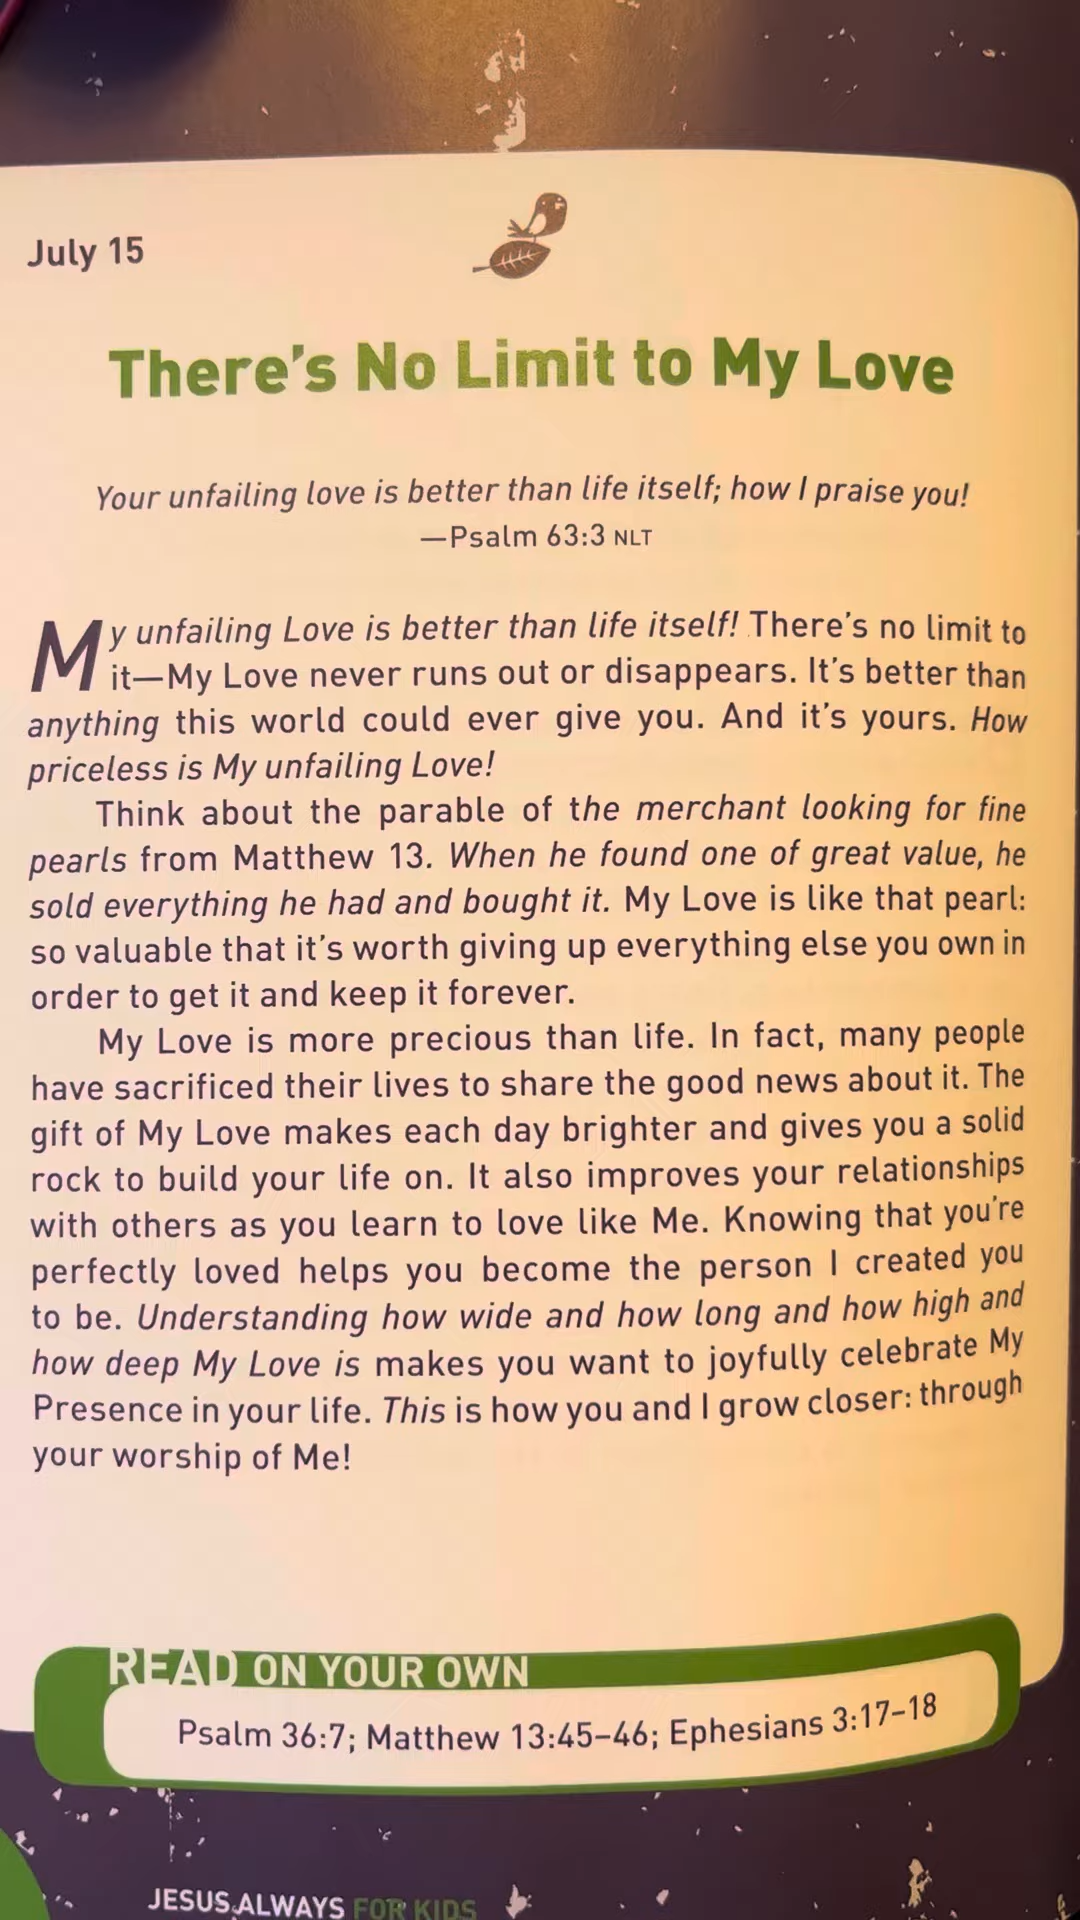 July 15
There's No Limit to My Love
Your unfailing love is better than life itself; how I praise you!
—Psalm 63:3 NLT
My unfailing Love is better than life itself! There's no limit to
it—My Love never runs out or disappears. It's better than
anything this world could ever give you. And it's yours. How
priceless is My unfailing Love!
Think about the parable of the merchant looking for fine
pearls from Matthew 13. When he found one of great value, he
sold everything he had and bought it. My Love is like that pearl:
so valuable that it's worth giving up everything else you own in
order to get it and keep it forever.
My Love is more precious than life. In fact, many people
have sacrificed their lives to share the good news about it. The
gift of My Love makes each day brighter and gives you a solid
rock to build your life on. It also improves your relationships
with others as you learn to love like Me. Knowing that you're
perfectly loved helps you become the person I created you
to be. Understanding how wide and how long and how high and
how deep My Love is makes you want to joyfully celebrate My
Presence in your life. This is how you and I grow closer: through
your worship of Me!
READ ON YOUR OWN
Psalm 36:7; Matthew 13:45–46; Ephesians 3:17–18
JESUS ALWAYS FOR KIDS